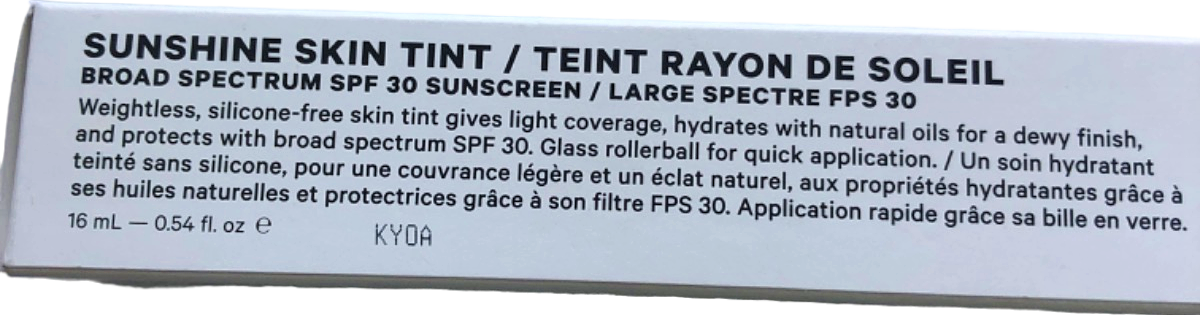 SUNSHINE SKIN TINT / TEINT RAYON DE SOLEIL
BROAD SPECTRUM SPF 30 SUNSCREEN / LARGE SPECTRE FPS 30
Weightless, silicone-free skin tint gives light coverage, hydrates with natural oils for a dewy finish,
and protects with broad spectrum SPF 30. Glass rollerball for quick application. / Un soin hydratant
teinté sans silicone, pour une couvrance légère et un éclat naturel, aux propriétés hydratantes grâce à
ses huiles naturelles et protectrices grâce à son filtre FPS 30. Application rapide grâce sa bille en verre.
16 mL — 0.54 fl. oz ℮ KY0A